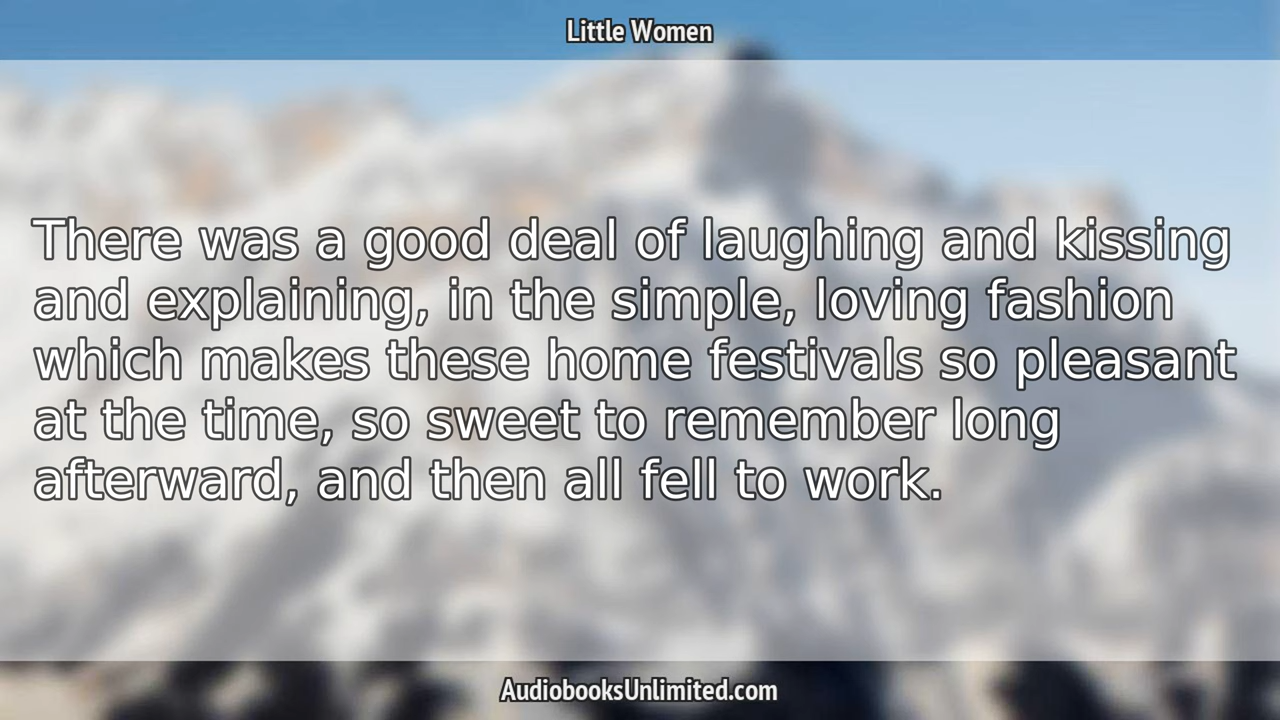 Little Women
There was a good deal of laughing and kissing
and explaining, in the simple, loving fashion
which makes these home festivals so pleasant
at the time, so sweet to remember long
afterward, and then all fell to work.
AudiobooksUnlimited.com